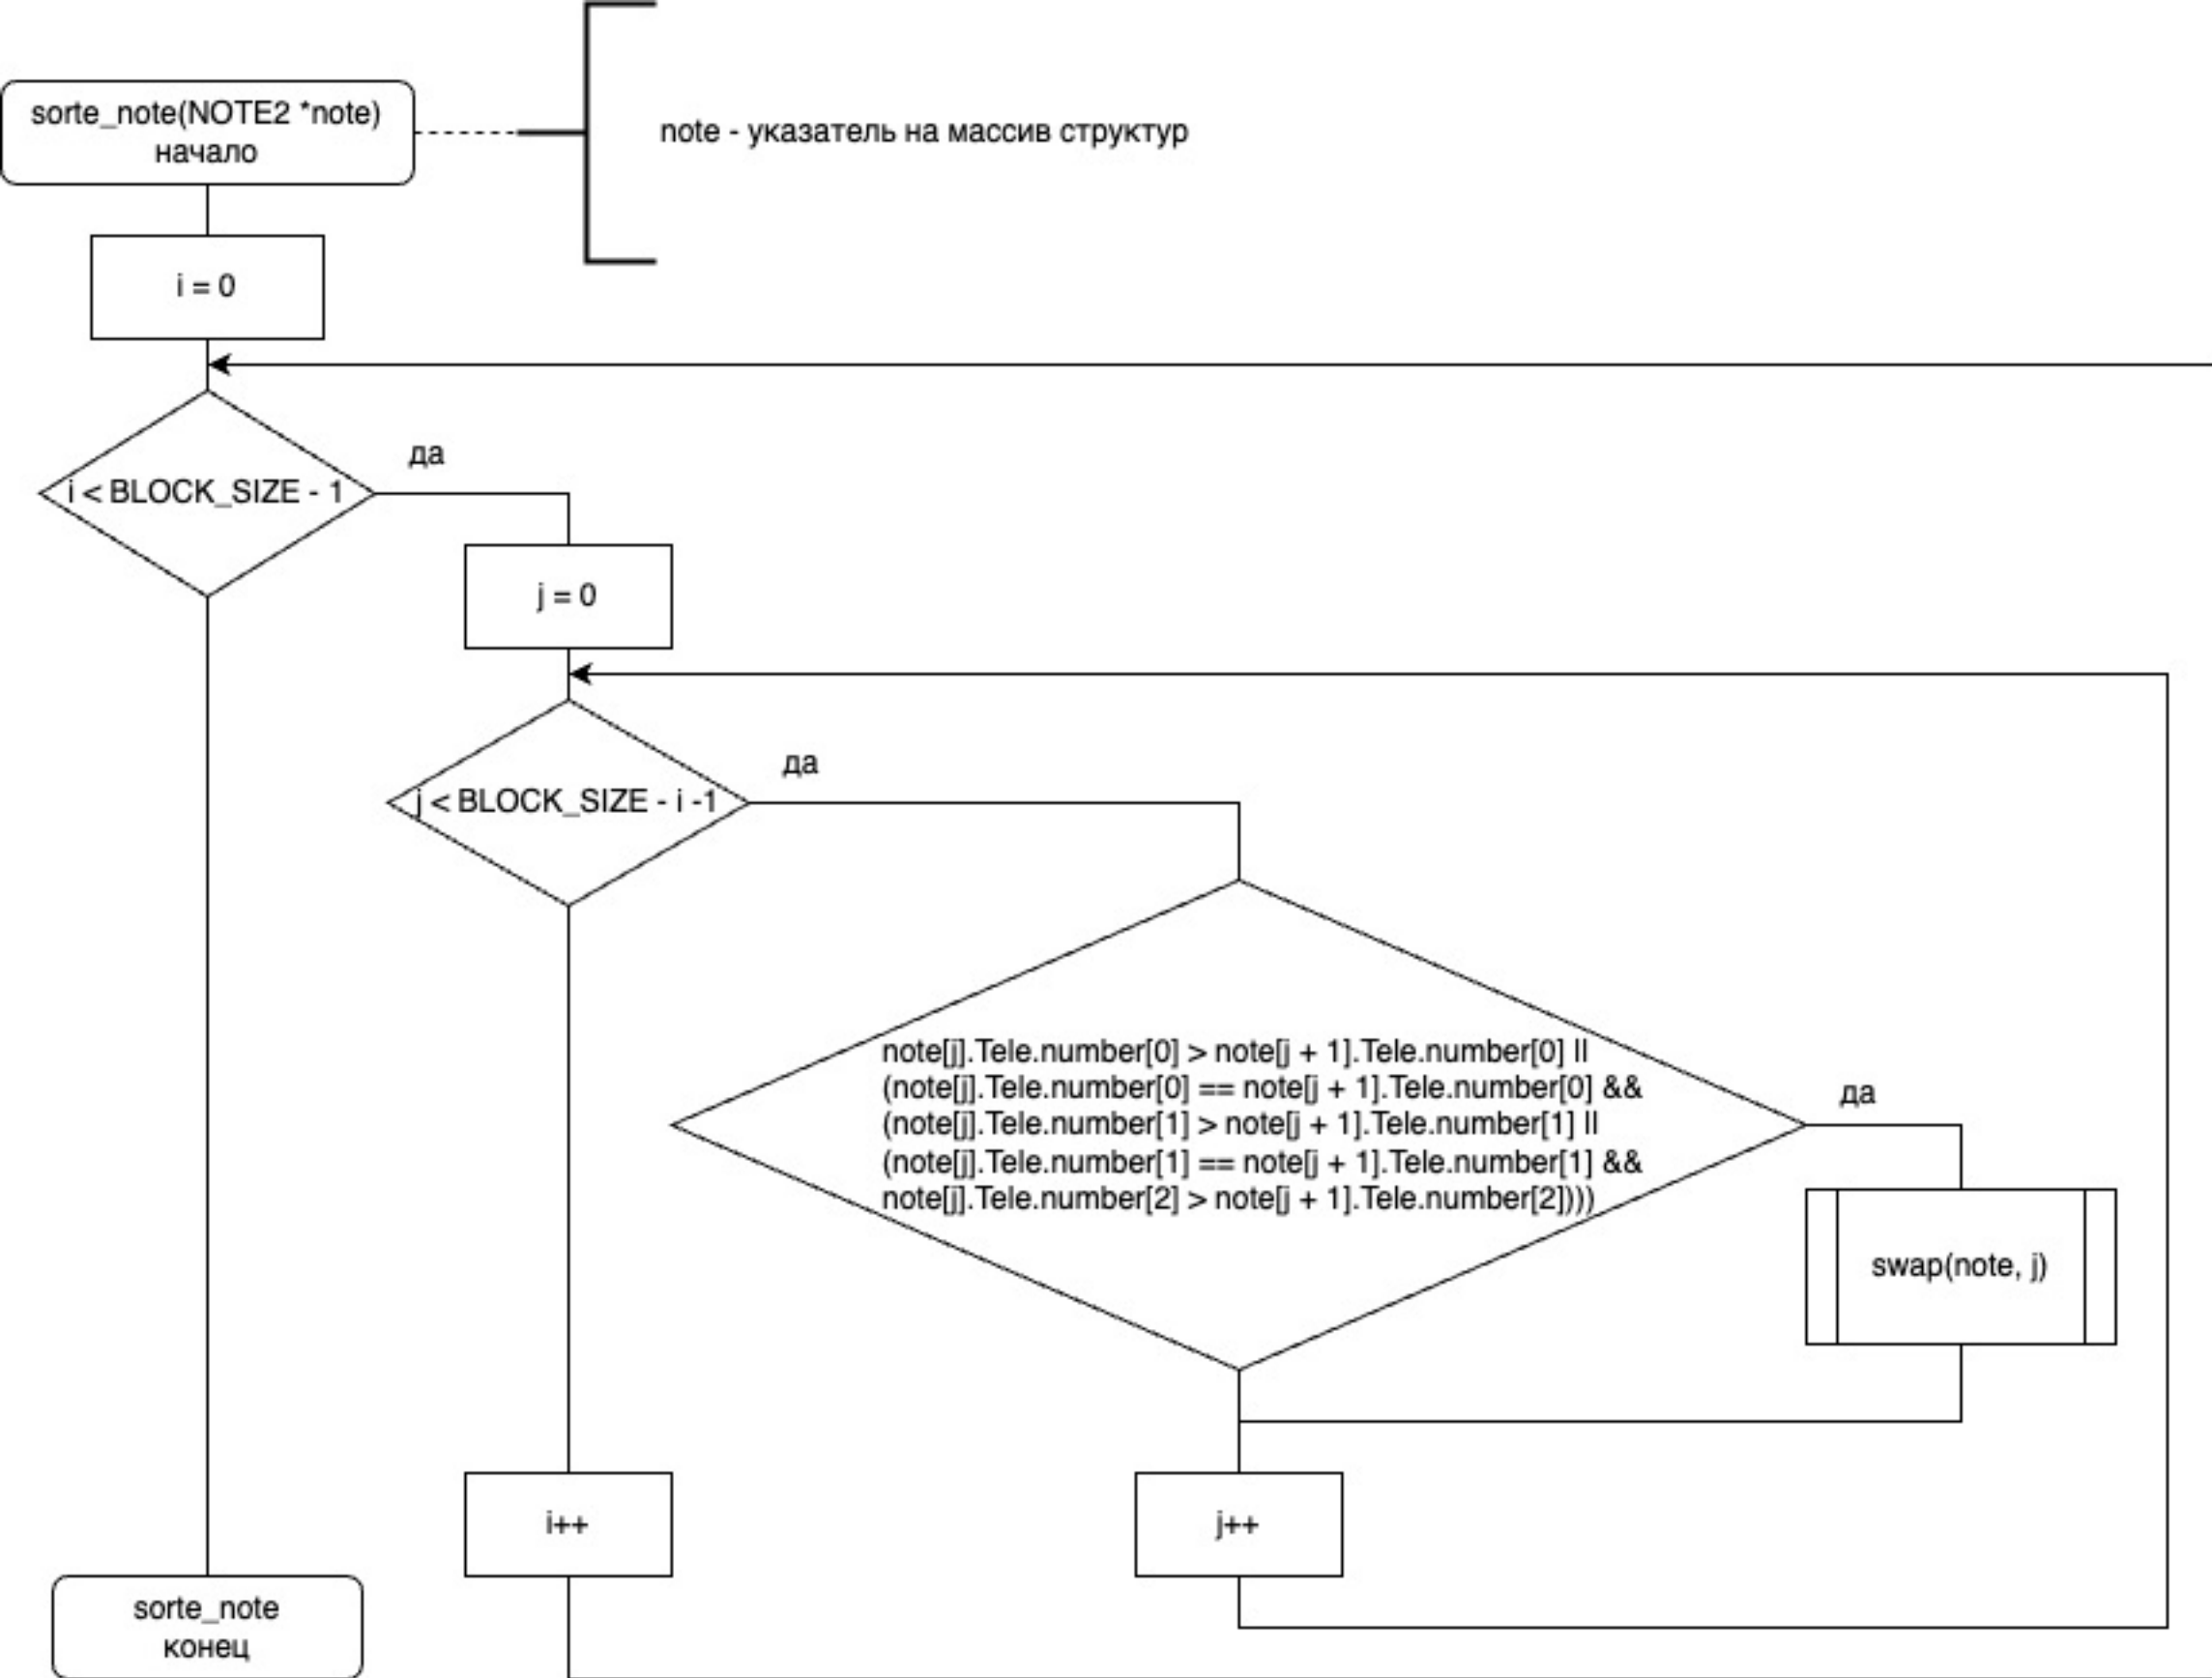 sorte_note(NOTE2 *note)
начало
note - указатель на массив структур
i = 0
i < BLOCK_SIZE - 1
да
j = 0
j < BLOCK_SIZE - i -1
да
note[j].Tele.number[0] > note[j + 1].Tele.number[0] ||
(note[j].Tele.number[0] == note[j + 1].Tele.number[0] &&
(note[j].Tele.number[1] > note[j + 1].Tele.number[1] ||
(note[j].Tele.number[1] == note[j + 1].Tele.number[1] &&
note[j].Tele.number[2] > note[j + 1].Tele.number[2])))
да
swap(note, j)
i++
j++
sorte_note
конец